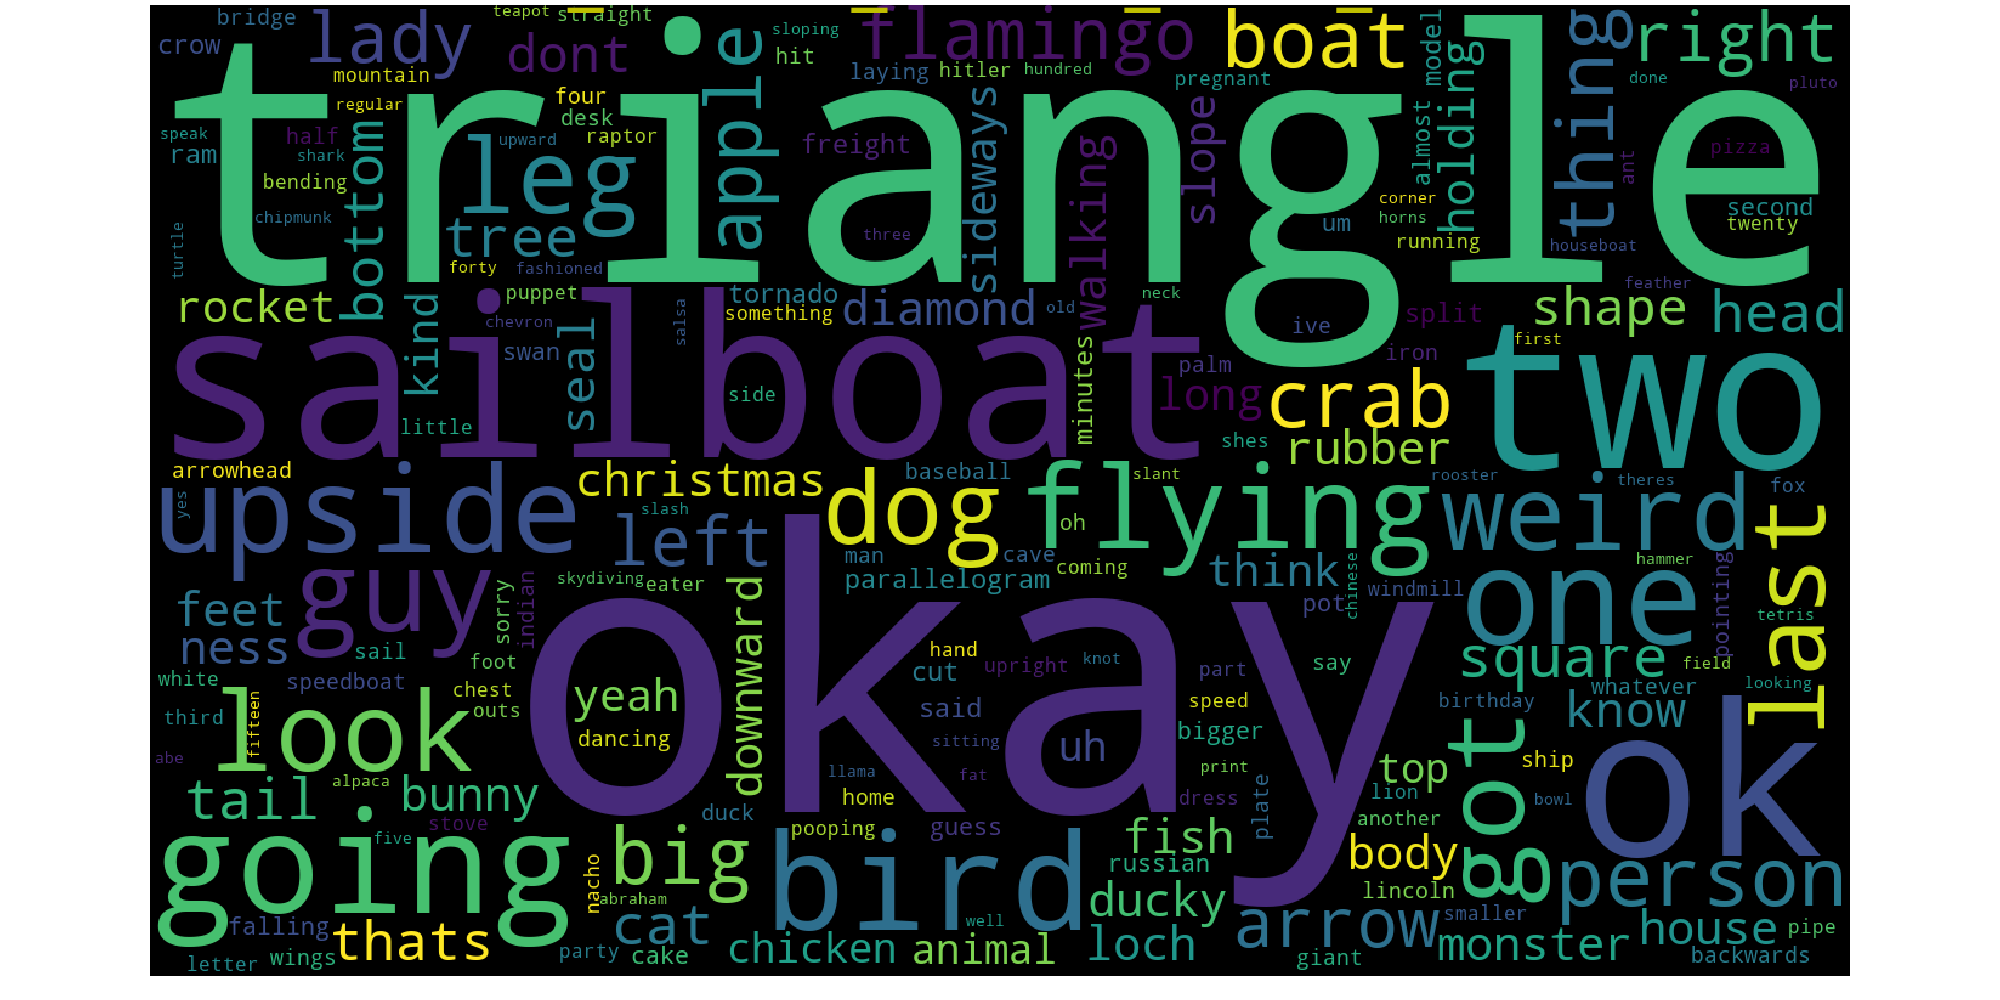 bridge
teapot
straight
crow
lady
dont
sloping
hit
flamingo
boat
model
thing
right
mountain
regular
four
desk
apple
laying
hitler
hundred
pregnant
almost
holding
done
pluto
triangle
speak
half
ram
shark
bending
bottom
leg
upward
raptor
freight
sideways
walking
slope
ant
pizza
chipmunk
tree
three
um
corner
horns
running
second
twenty
houseboat
turtle
forty
fashioned
rocket
kind
puppet
chevron
swan
seal
salsa
tornado
something
diamond
old
neck
minutes
ive
split
shape
feather
head
sailboat
palm
iron
first
two
side
long
crab
little
shes
rubber
arrowhead
christmas
baseball
slant
rooster
theres
fox
upside
yes
slash
left
dog
oh
flying
weird
last
man
cave
parallelogram
coming
think
chinese
windmill
hammer
pointing
tetris
guy
feet
ness
sorry
indian
skydiving
eater
downward
pot
one
sail
foot
hand
cut
upright
knot
part
say
square
field
white
speedboat
chest
outs
yeah
said
speed
birthday
whatever
looking
third
fifteen
look
dancing
sitting
uh
bigger
know
abe
okay
alpaca
llama
fat
print
top
ship
got
ok
tail
bunny
stove
duck
home
dress
plate
lion
bowl
five
pooping
guess
another
going
nacho
big
bird
fish
russian
body
person
abraham
ducky
lincoln
falling
thats
cat
well
arrow
smaller
house
pipe
letter
wings
party
cake
chicken
animal
loch
giant
monster
backwards